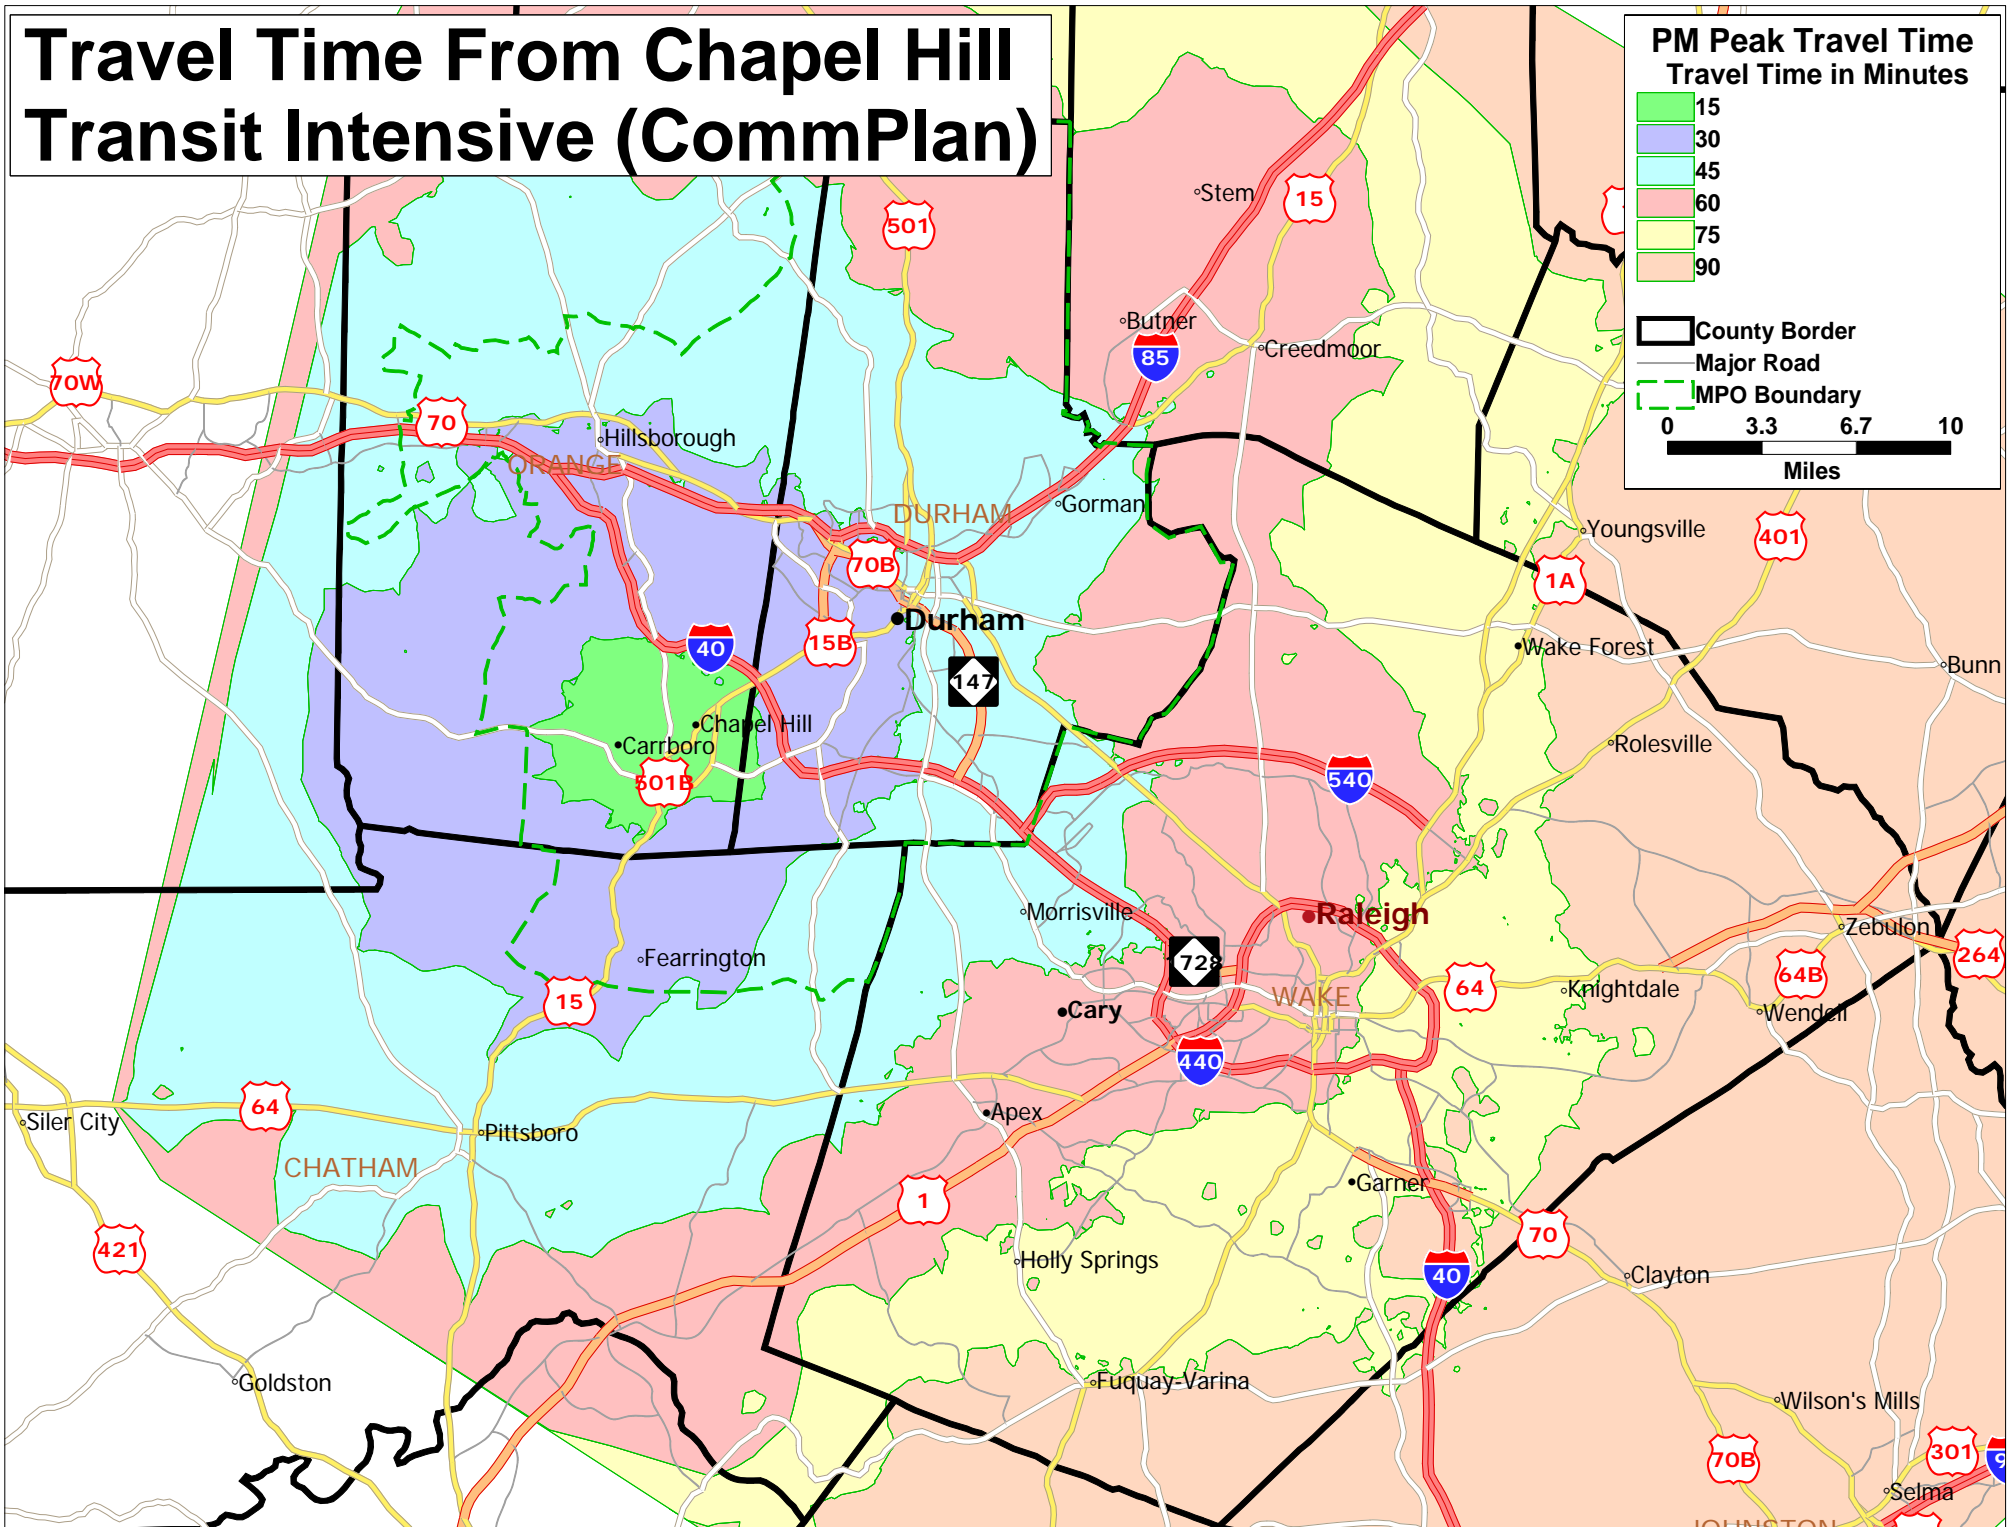 Travel Time From Chapel Hill
Transit Intensive (CommPlan)
PM Peak Travel Time
Travel Time in Minutes
15
30
45
60
75
90
County Border
Major Road
MPO Boundary
0 3.3 6.7 10
Miles
501
15
Stem
Butner
85
Creedmoor
70W
70
Hillsborough
ORANGE
DURHAM
Gorman
Youngsville
401
1A
70B
Durham
15B
40
147
Wake Forest
Bunn
Chapel Hill
Carrboro
501B
540
Rolesville
Morrisville
Raleigh
Zebulon
264
Fearrington
1728
64
64B
15
Cary
WAKE
Knightdale
Wendell
440
64
Siler City
Pittsboro
Apex
CHATHAM
Garner
1
421
70
Holly Springs
40
Clayton
Goldston
Fuquay-Varina
Wilson's Mills
70B
301
9
Selma
JOHNSTON